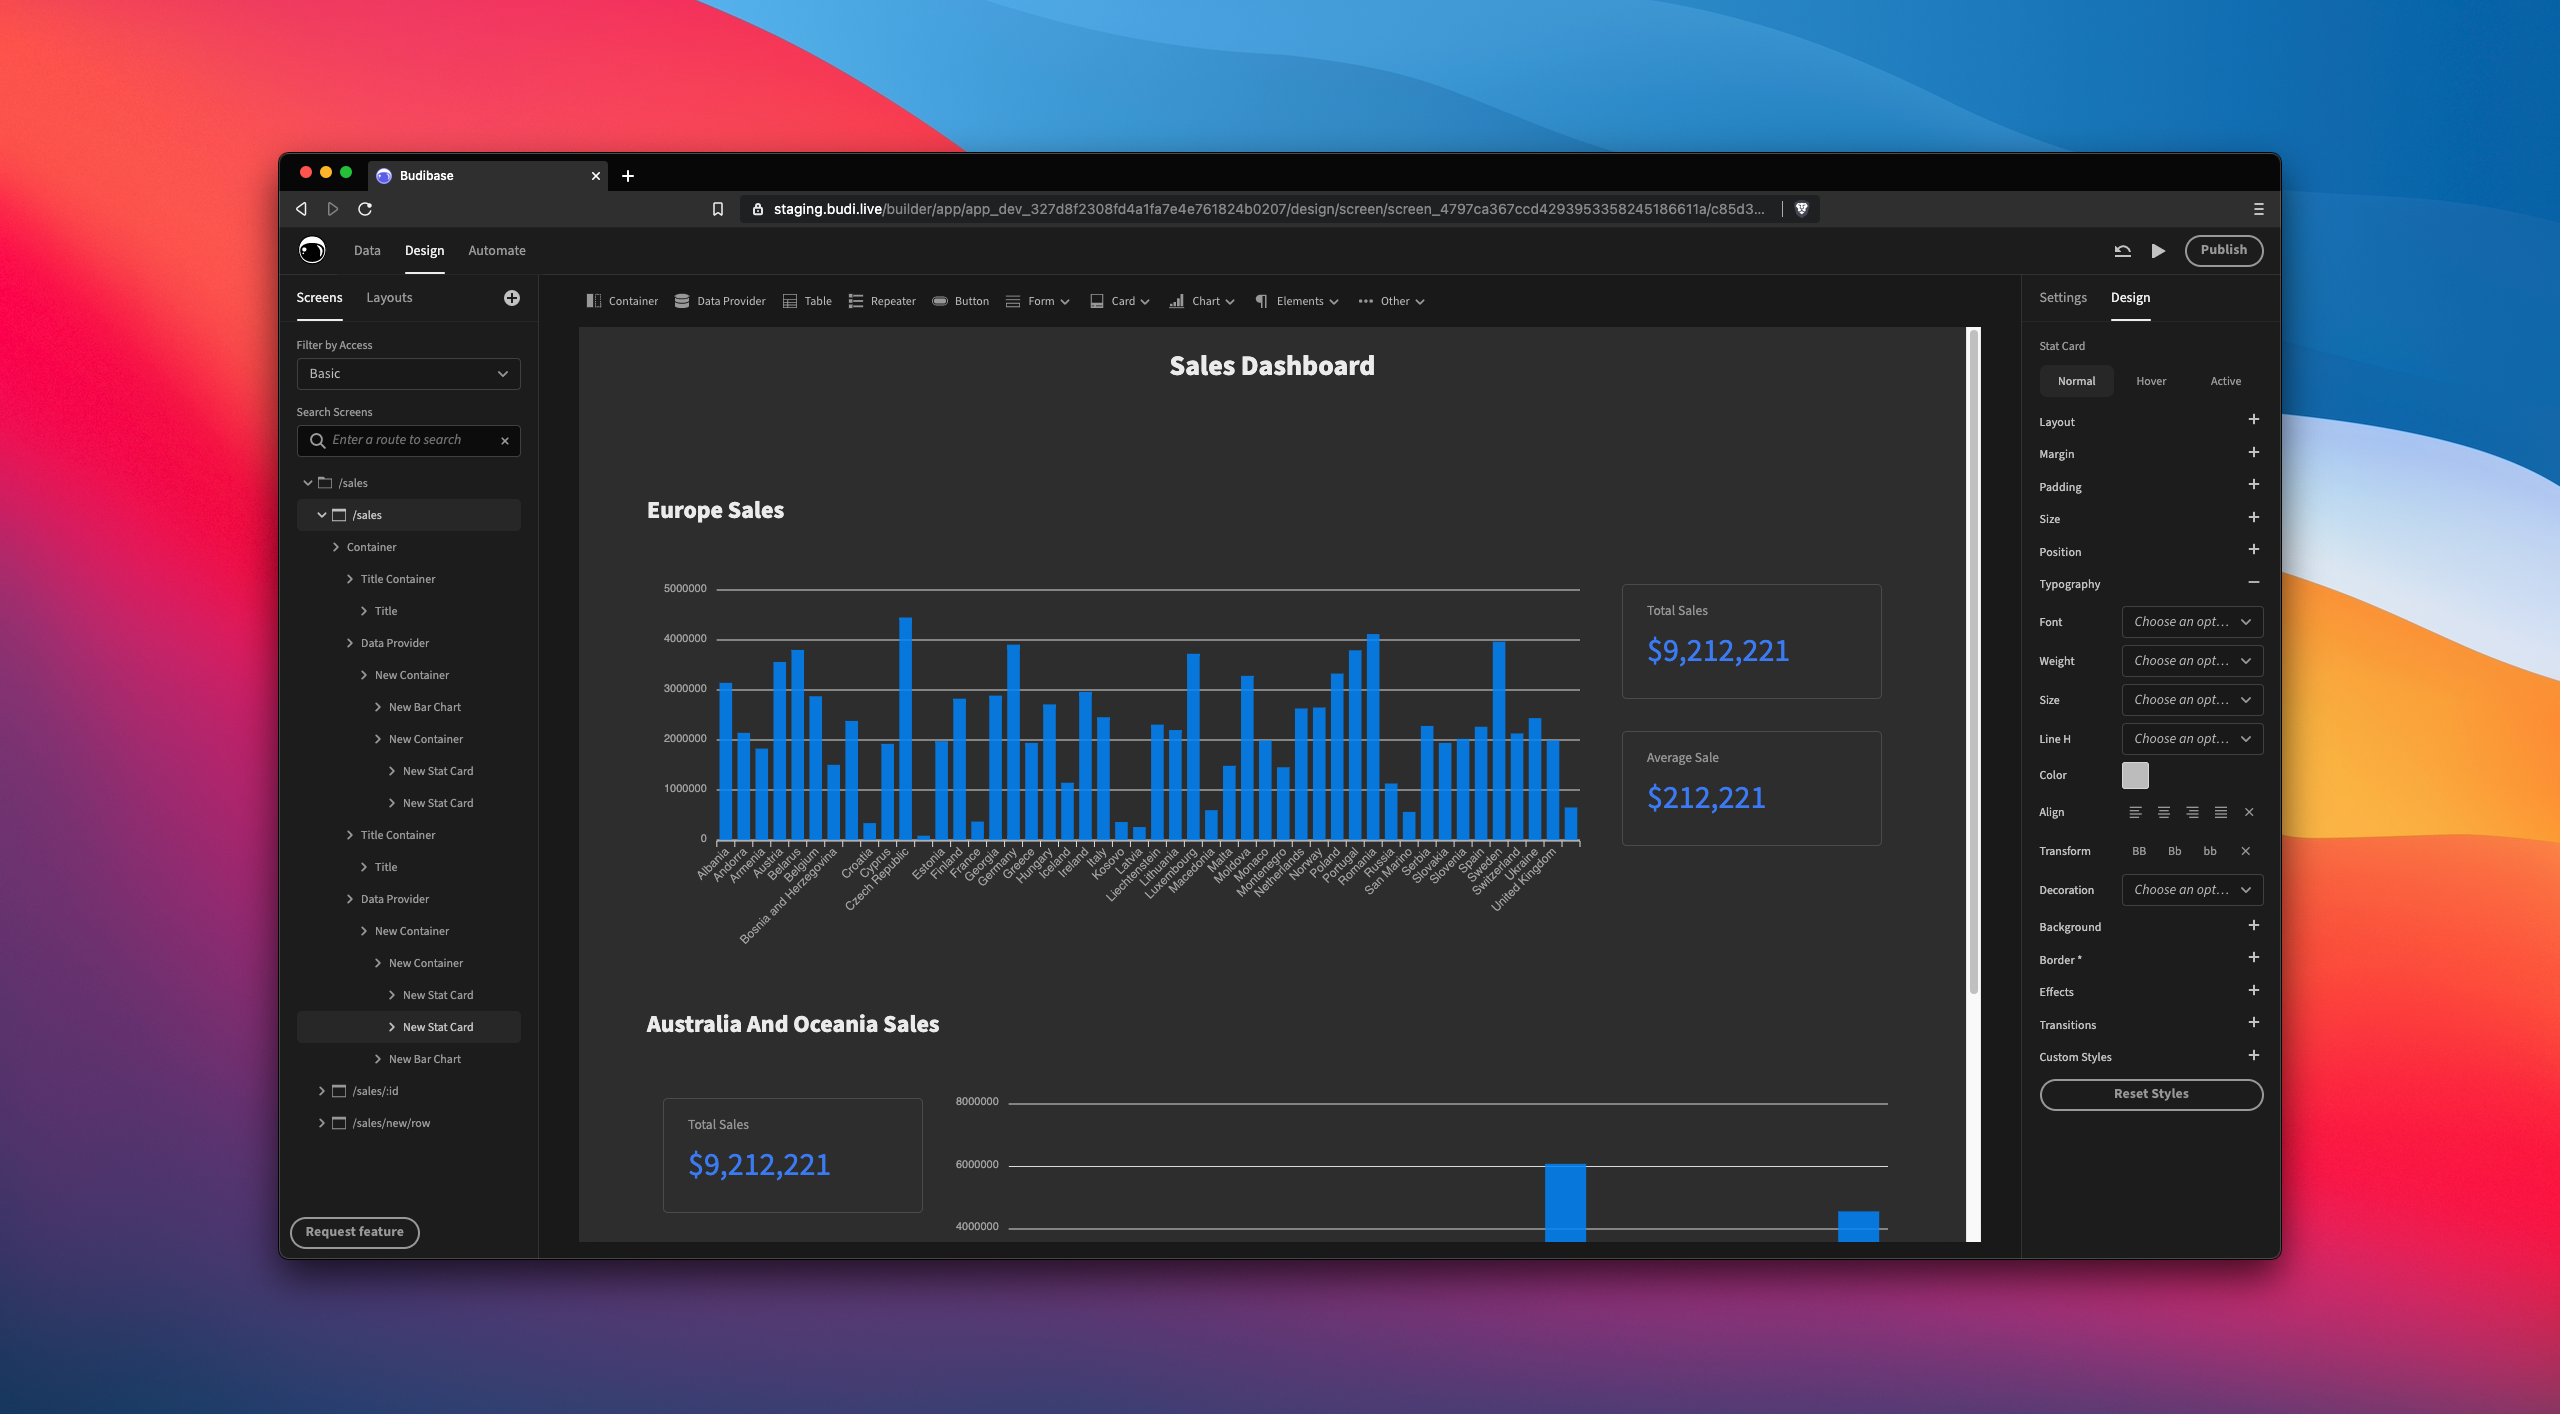 Budibase
staging.budi.live/builder/app/app_dev_327d8f2308fd4a1fa7e4e761824b0207/design/screen/screen_4797ca367ccd4293953358245186611a/c85d3...
Data Design Automate
Publish
Screens Layouts
Filter by Access
Basic
Search Screens
Enter a route to search
/sales
/sales
Container
Title Container
Title
Data Provider
New Container
New Bar Chart
New Container
New Stat Card
New Stat Card
Title Container
Title
Data Provider
New Container
New Container
New Stat Card
New Stat Card
New Bar Chart
/sales/:id
/sales/new/row
Request feature
Container Data Provider Table Repeater Button Form Card Chart Elements Other
Sales Dashboard
Europe Sales
5000000
4000000
3000000
2000000
1000000
0
Albania
Andorra
Armenia
Austria
Belarus
Belgium
Bosnia and Herzegovina
Croatia
Cyprus
Czech Republic
Estonia
Finland
France
Georgia
Germany
Greece
Hungary
Iceland
Ireland
Italy
Kosovo
Latvia
Liechtenstein
Lithuania
Luxembourg
Macedonia
Malta
Moldova
Monaco
Montenegro
Netherlands
Norway
Poland
Portugal
Romania
Russia
San Marino
Serbia
Slovakia
Slovenia
Spain
Sweden
Switzerland
Ukraine
United Kingdom
Total Sales
$9,212,221
Average Sale
$212,221
Australia And Oceania Sales
Total Sales
$9,212,221
8000000
6000000
4000000
Settings Design
Stat Card
Normal Hover Active
Layout
Margin
Padding
Size
Position
Typography
Font Choose an opt...
Weight Choose an opt...
Size Choose an opt...
Line H Choose an opt...
Color
Align
Transform BB Bb bb
Decoration Choose an opt...
Background
Border *
Effects
Transitions
Custom Styles
Reset Styles